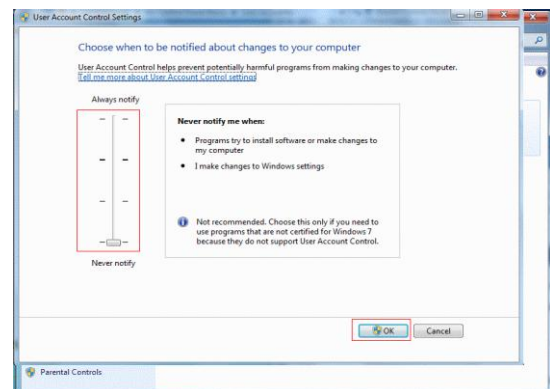 User Account Control Settings
Choose when to be notified about changes to your computer
User Account Control helps prevent potentially harmful programs from making changes to your computer.
Tell me more about User Account Control settings
Always notify
Never notify me when:
Programs try to install software or make changes to
my computer
I make changes to Windows settings
Not recommended. Choose this only if you need to
use programs that are not certified for Windows 7
because they do not support User Account Control.
Never notify
OK
Cancel
Parental Controls